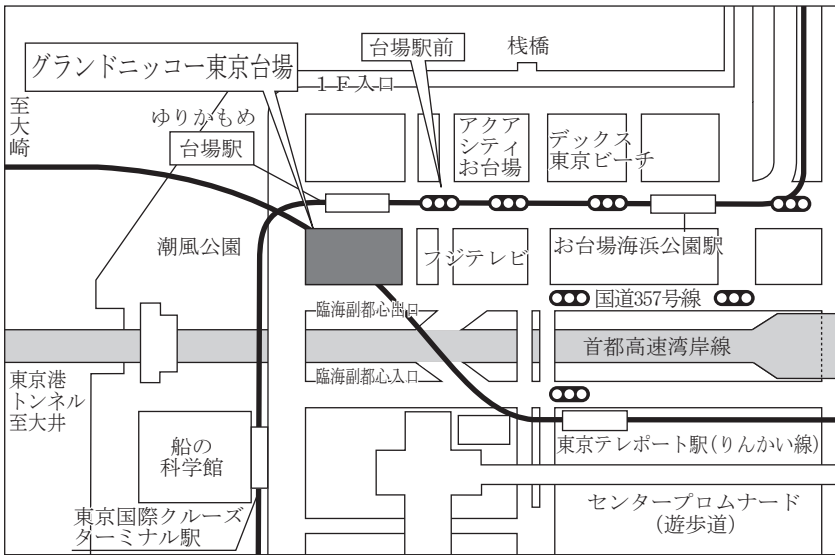 グランドニッコー東京台場
台場駅前
桟橋
1F入口
至大崎
ゆりかもめ
台場駅
アクア
シティ
お台場
デックス
東京ビーチ
潮風公園
フジテレビ
お台場海浜公園駅
臨海副都心出口
国道357号線
首都高速湾岸線
臨海副都心入口
東京港
トンネル
至大井
船の
科学館
東京テレポート駅(りんかい線)
東京国際クルーズ
ターミナル駅
センタープロムナード
(遊歩道)